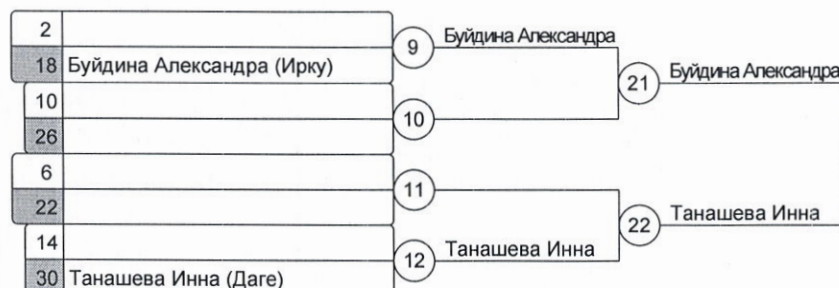 2
18 Буйдина Александра (Ирку)
9 Буйдина Александра
21 Буйдина Александра
10
26
10
6
22
11
22 Танашева Инна
14
30 Танашева Инна (Даге)
12 Танашева Инна